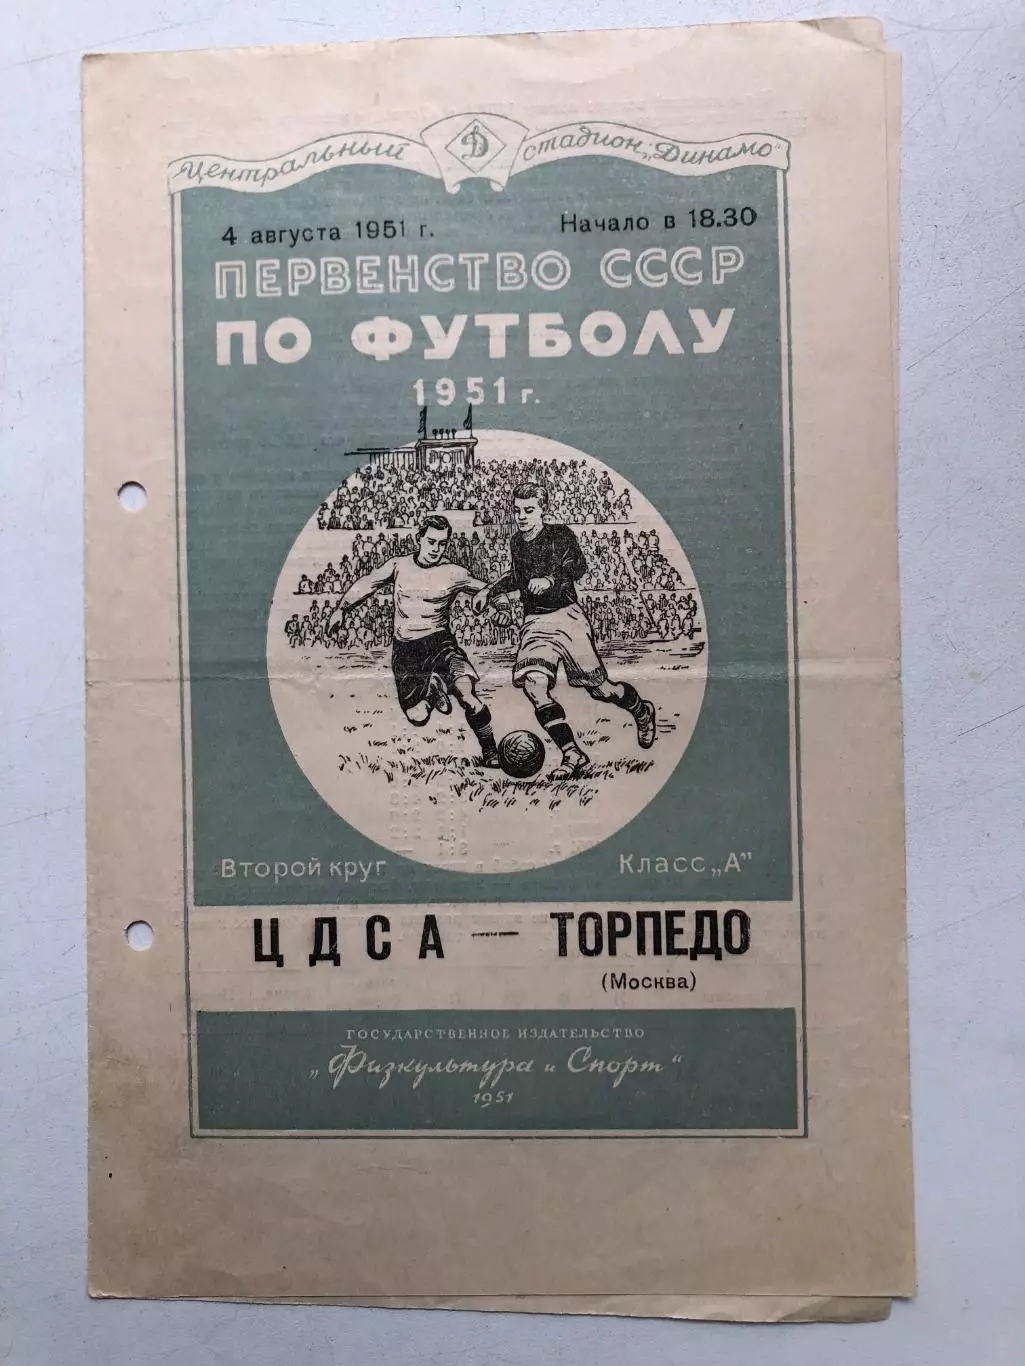 Центральный стадион „Динамо"
Д
4 августа 1951 г. Начало в 18.30
ПЕРВЕНСТВО СССР
ПО ФУТБОЛУ
1951 г.
Второй круг Класс „А"
ЦДСА — ТОРПЕДО
(Москва)
ГОСУДАРСТВЕННОЕ ИЗДАТЕЛЬСТВО
„Физкультура и Спорт"
1951